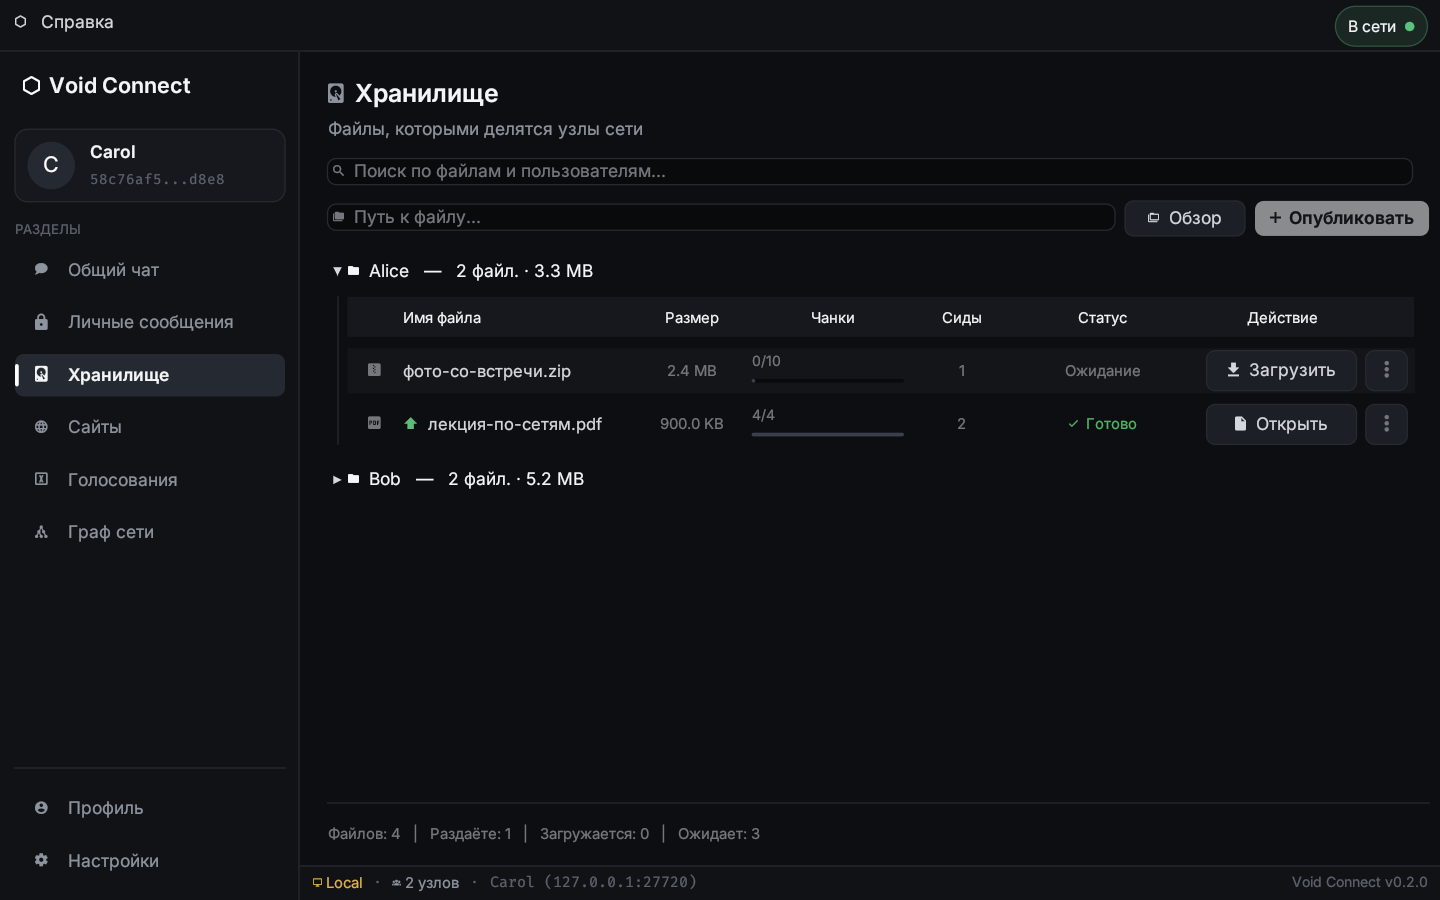 Справка
В сети
Void Connect
C
Carol
58c76af5...d8e8
РАЗДЕЛЫ
Общий чат
Личные сообщения
Хранилище
Сайты
Голосования
Граф сети
Профиль
Настройки
Хранилище
Файлы, которыми делятся узлы сети
Поиск по файлам и пользователям...
Путь к файлу...
Обзор
+ Опубликовать
▼ Alice — 2 файл. · 3.3 MB
Имя файла Размер Чанки Сиды Статус Действие
фото-со-встречи.zip 2.4 MB 0/10 1 Ожидание Загрузить
PDF лекция-по-сетям.pdf 900.0 KB 4/4 2 ✓ Готово Открыть
▶ Bob — 2 файл. · 5.2 MB
Файлов: 4 | Раздаёте: 1 | Загружается: 0 | Ожидает: 3
Local · 2 узлов · Carol (127.0.0.1:27720)
Void Connect v0.2.0